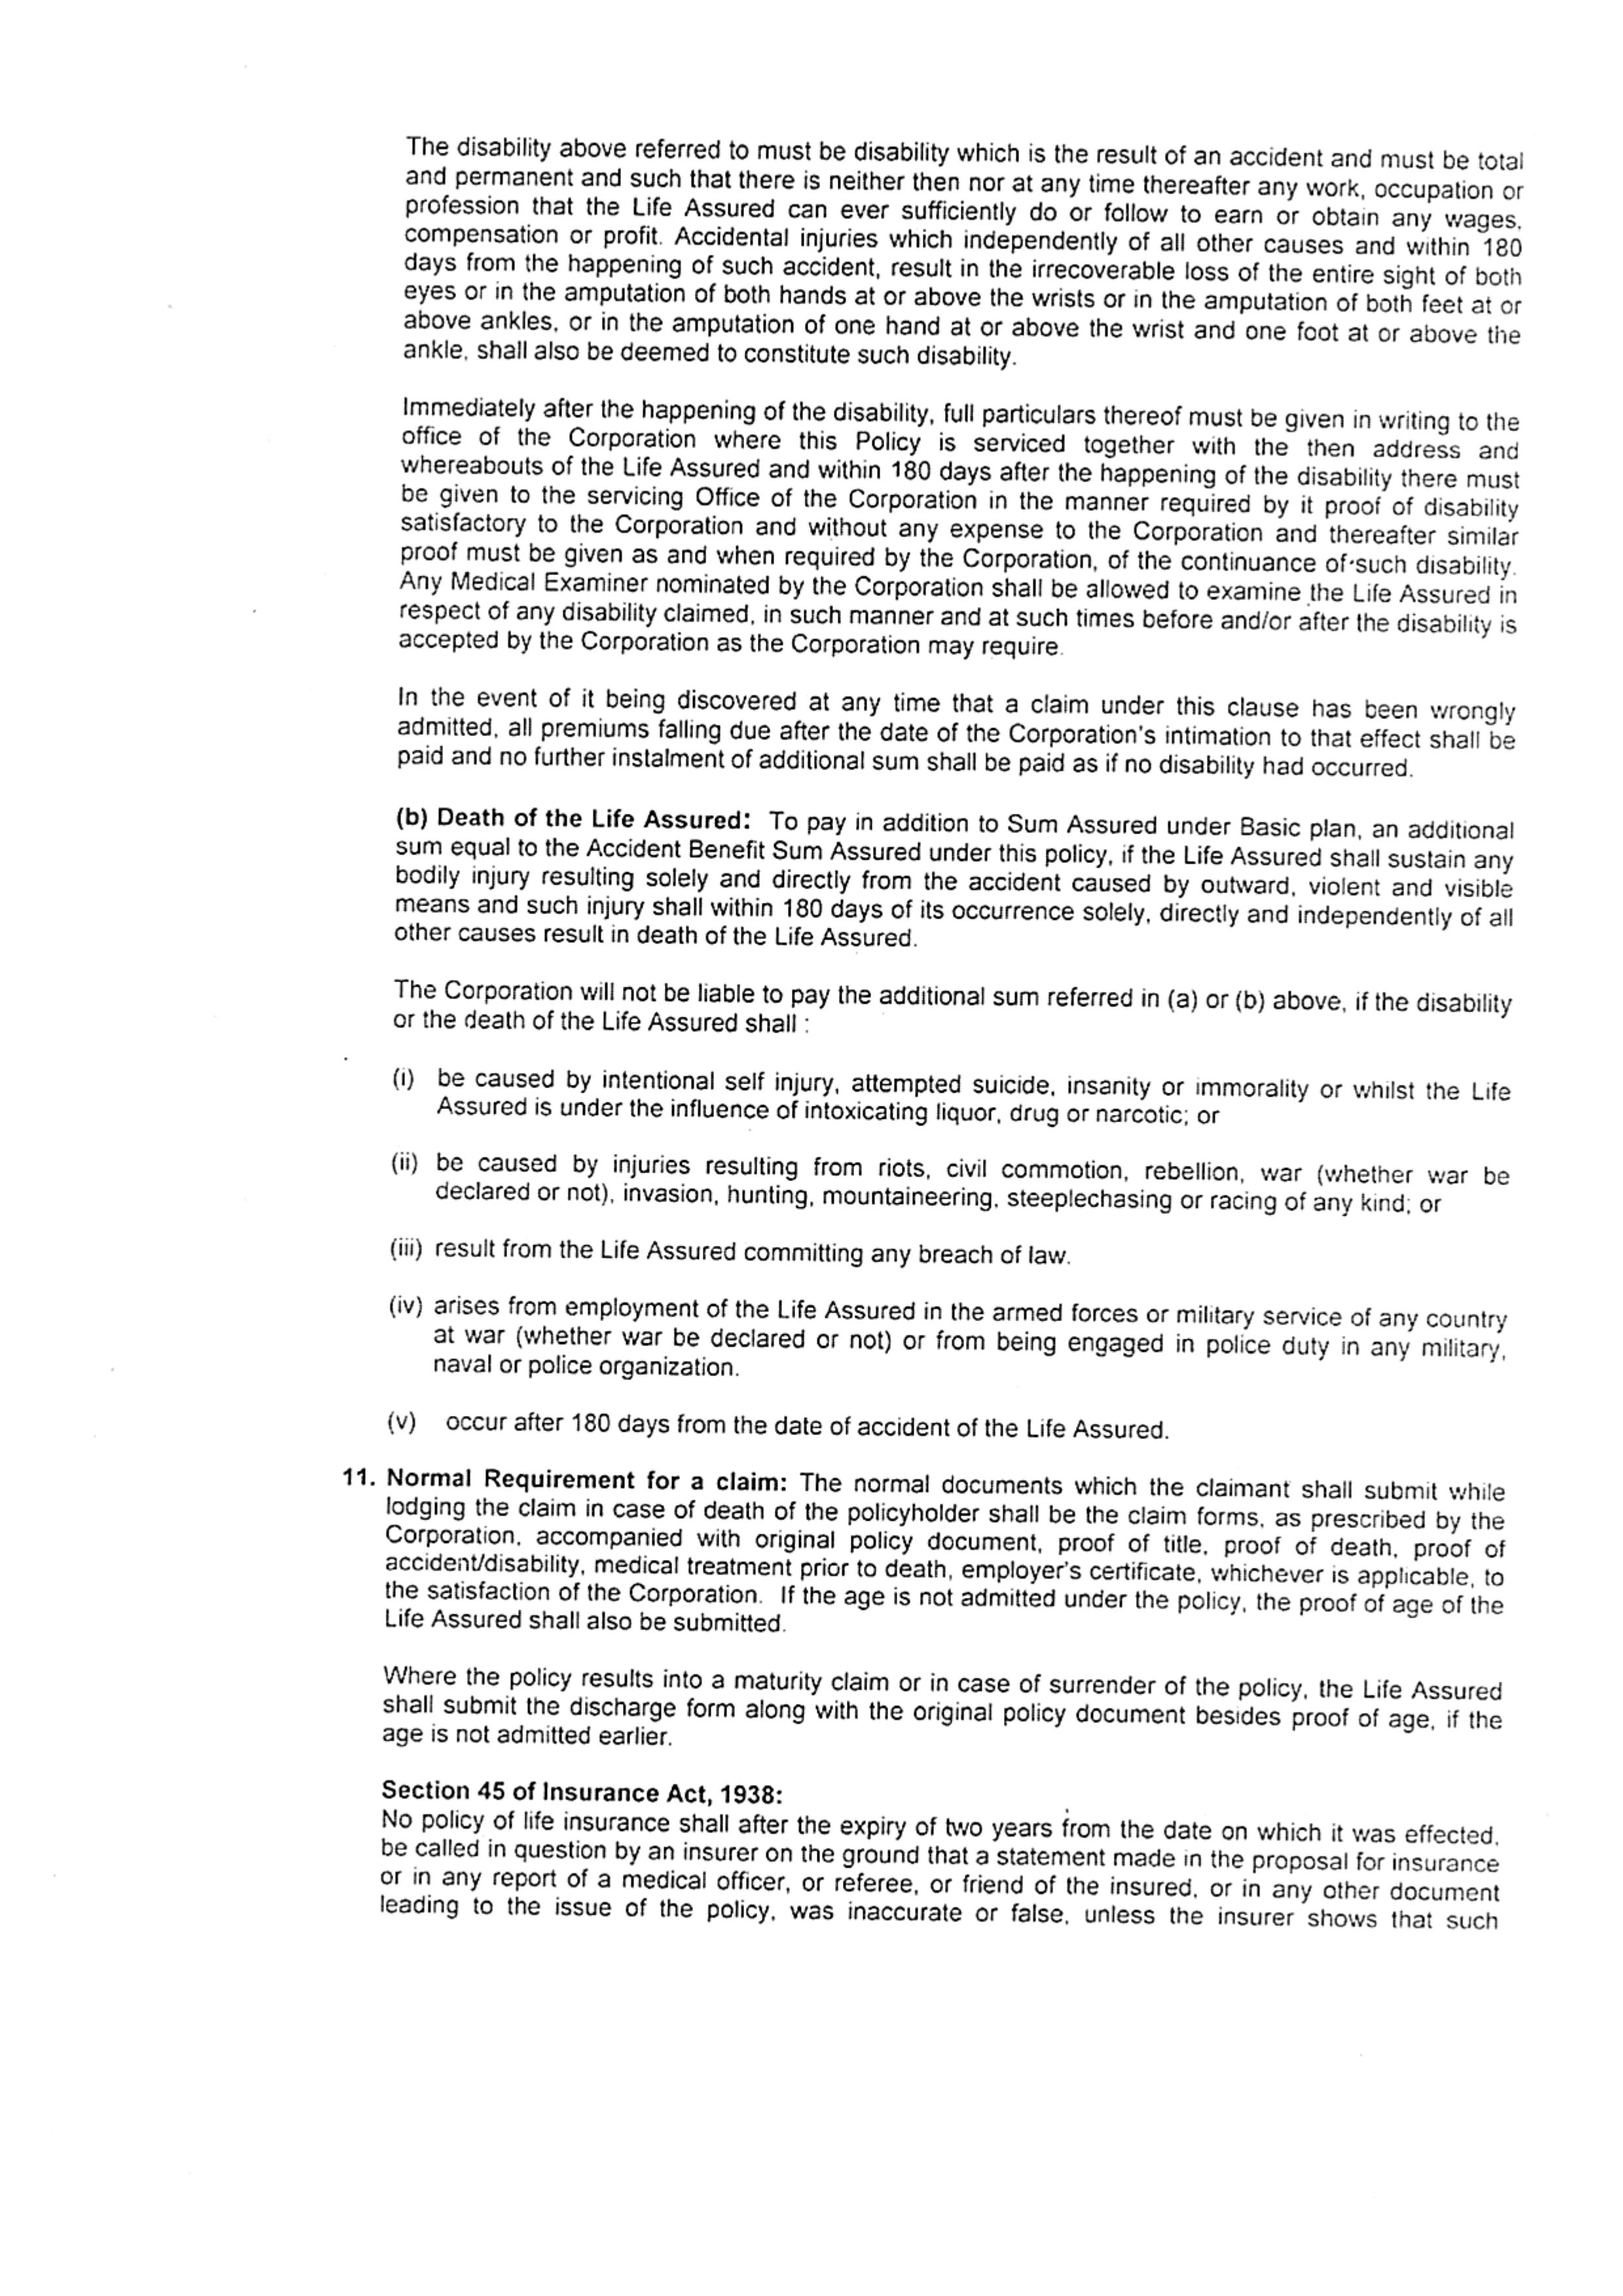 The disability above referred to must be disability which is the result of an accident and must be total
and permanent and such that there is neither then nor at any time thereafter any work, occupation or
profession that the Life Assured can ever sufficiently do or follow to earn or obtain any wages,
compensation or profit. Accidental injuries which independently of all other causes and within 180
days from the happening of such accident, result in the irrecoverable loss of the entire sight of both
eyes or in the amputation of both hands at or above the wrists or in the amputation of both feet at or
above ankles, or in the amputation of one hand at or above the wrist and one foot at or above the
ankle, shall also be deemed to constitute such disability.
Immediately after the happening of the disability, full particulars thereof must be given in writing to the
office of the Corporation where this Policy is serviced together with the then address and
whereabouts of the Life Assured and within 180 days after the happening of the disability there must
be given to the servicing Office of the Corporation in the manner required by it proof of disability
satisfactory to the Corporation and without any expense to the Corporation and thereafter similar
proof must be given as and when required by the Corporation, of the continuance of such disability.
Any Medical Examiner nominated by the Corporation shall be allowed to examine the Life Assured in
respect of any disability claimed, in such manner and at such times before and/or after the disability is
accepted by the Corporation as the Corporation may require.
In the event of it being discovered at any time that a claim under this clause has been wrongly
admitted, all premiums falling due after the date of the Corporation's intimation to that effect shall be
paid and no further instalment of additional sum shall be paid as if no disability had occurred.
(b) Death of the Life Assured: To pay in addition to Sum Assured under Basic plan, an additional
sum equal to the Accident Benefit Sum Assured under this policy, if the Life Assured shall sustain any
bodily injury resulting solely and directly from the accident caused by outward, violent and visible
means and such injury shall within 180 days of its occurrence solely, directly and independently of all
other causes result in death of the Life Assured.
The Corporation will not be liable to pay the additional sum referred in (a) or (b) above, if the disability
or the death of the Life Assured shall :
(i) be caused by intentional self injury, attempted suicide, insanity or immorality or whilst the Life
Assured is under the influence of intoxicating liquor, drug or narcotic; or
(ii) be caused by injuries resulting from riots, civil commotion, rebellion, war (whether war be
declared or not), invasion, hunting, mountaineering, steeplechasing or racing of any kind; or
(iii) result from the Life Assured committing any breach of law.
(iv) arises from employment of the Life Assured in the armed forces or military service of any country
at war (whether war be declared or not) or from being engaged in police duty in any military,
naval or police organization.
(v) occur after 180 days from the date of accident of the Life Assured.
11. Normal Requirement for a claim: The normal documents which the claimant shall submit while
lodging the claim in case of death of the policyholder shall be the claim forms, as prescribed by the
Corporation, accompanied with original policy document, proof of title, proof of death, proof of
accident/disability, medical treatment prior to death, employer's certificate, whichever is applicable, to
the satisfaction of the Corporation. If the age is not admitted under the policy, the proof of age of the
Life Assured shall also be submitted.
Where the policy results into a maturity claim or in case of surrender of the policy, the Life Assured
shall submit the discharge form along with the original policy document besides proof of age, if the
age is not admitted earlier.
Section 45 of Insurance Act, 1938:
No policy of life insurance shall after the expiry of two years from the date on which it was effected,
be called in question by an insurer on the ground that a statement made in the proposal for insurance
or in any report of a medical officer, or referee, or friend of the insured, or in any other document
leading to the issue of the policy, was inaccurate or false, unless the insurer shows that such